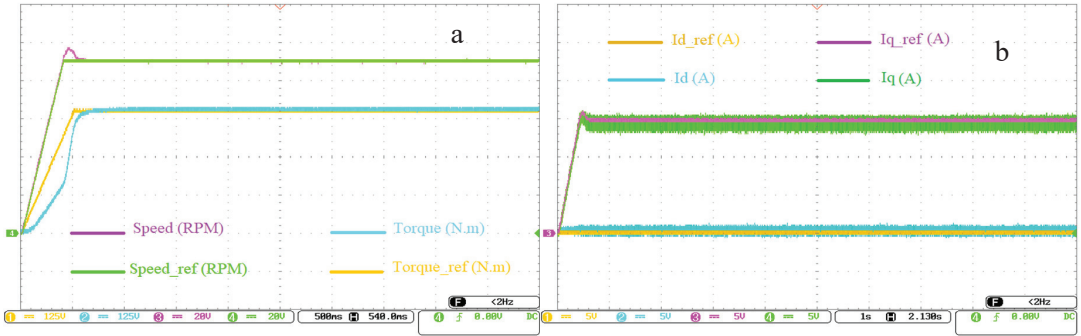 a
Speed (RPM)
Torque (N.m)
Speed_ref (RPM)
Torque_ref (N.m)
F <2Hz
1 125V 2 125V 3 20V 4 20V 500ms H 540.0ms 4 0.00V DC
b
Id_ref (A)
Iq_ref (A)
Id (A)
Iq (A)
3
F <2Hz
1 5V 2 5V 3 5V 4 5V 1s H 2.130s 4 0.00V DC